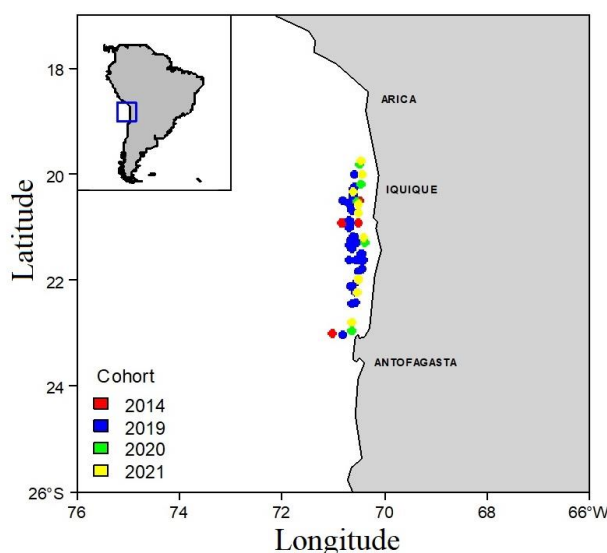 18
20
22
24
26°S
Latitude
ARICA
IQUIQUE
ANTOFAGASTA
Cohort
2014
2019
2020
2021
76
74
72
70
68
66°W
Longitude